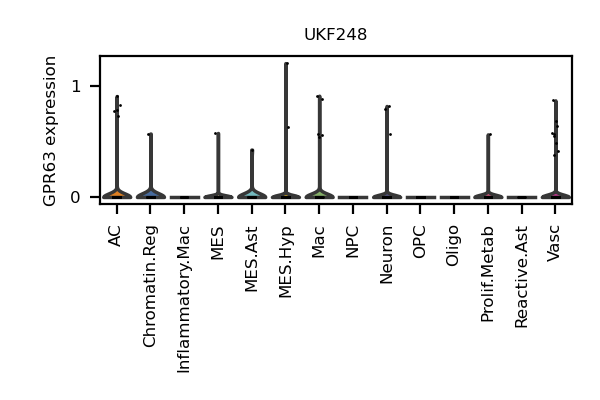 UKF248
GPR63 expression
1
0
AC
Chromatin.Reg
Inflammatory.Mac
MES
MES.Ast
MES.Hyp
Mac
NPC
Neuron
OPC
Oligo
Prolif.Metab
Reactive.Ast
Vasc